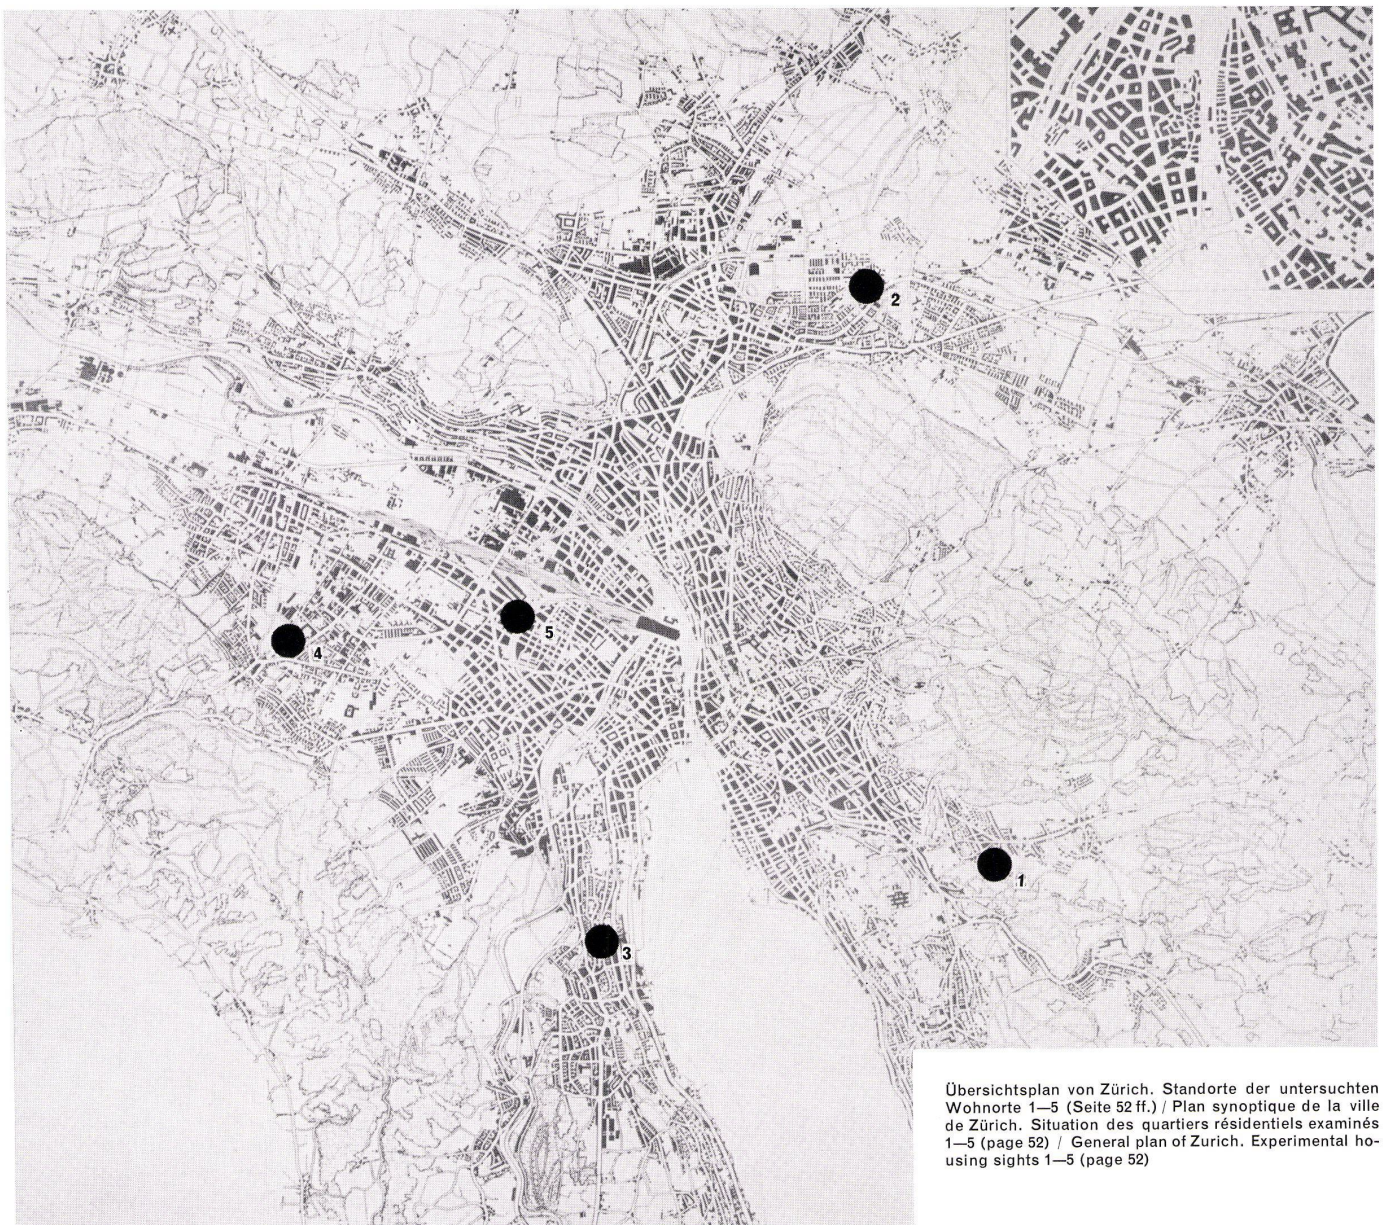 2
5
4
1
3
Übersichtsplan von Zürich. Standorte der untersuchten
Wohnorte 1—5 (Seite 52 ff.) / Plan synoptique de la ville
de Zürich. Situation des quartiers résidentiels examinés
1—5 (page 52) / General plan of Zurich. Experimental ho-
using sights 1—5 (page 52)